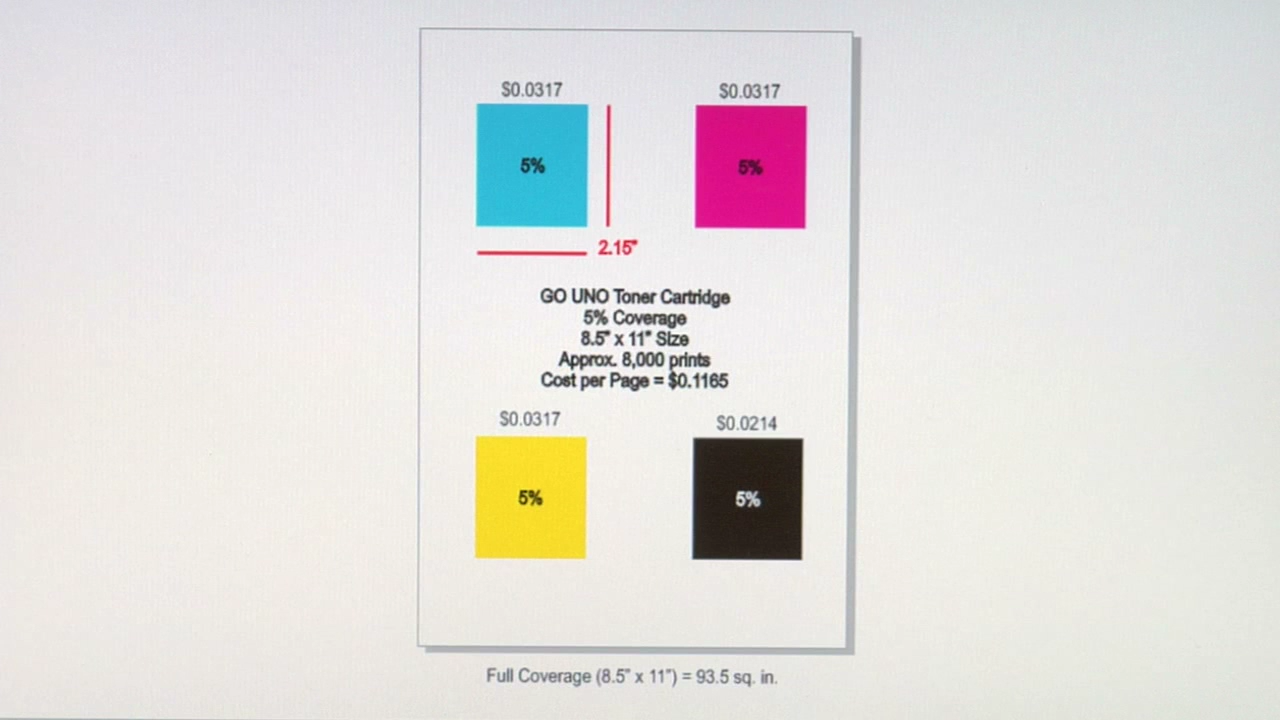 $0.0317
$0.0317
5%
5%
2.15"
GO UNO Toner Cartridge
5% Coverage
8.5" x 11" Size
Approx. 8,000 prints
Cost per Page = $0.1165
$0.0317
$0.0214
5%
5%
Full Coverage (8.5" x 11") = 93.5 sq. in.